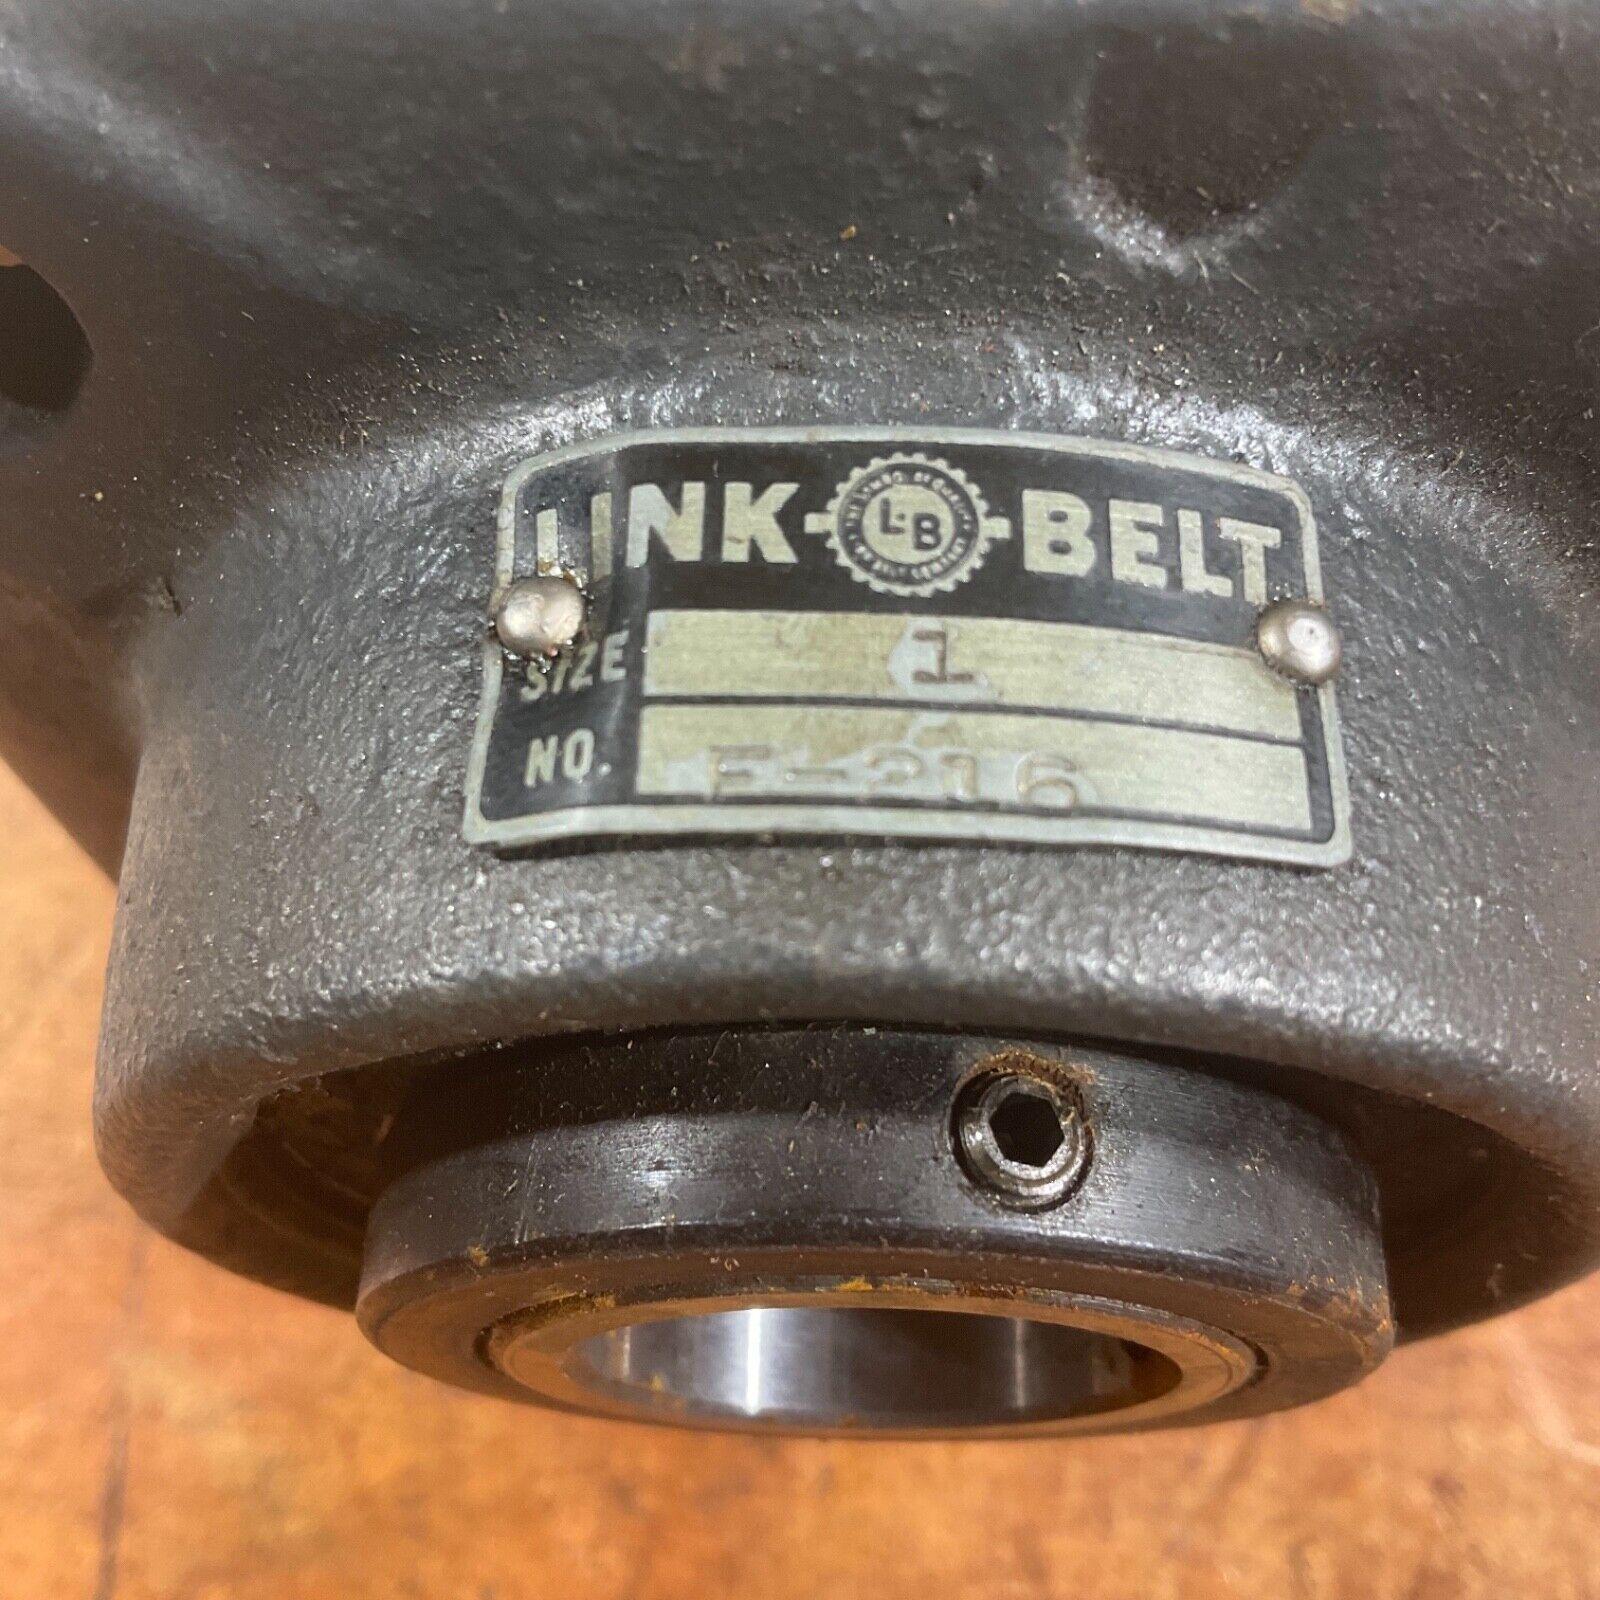 LINK L-B BELT
SIZE 1
NO. F-216